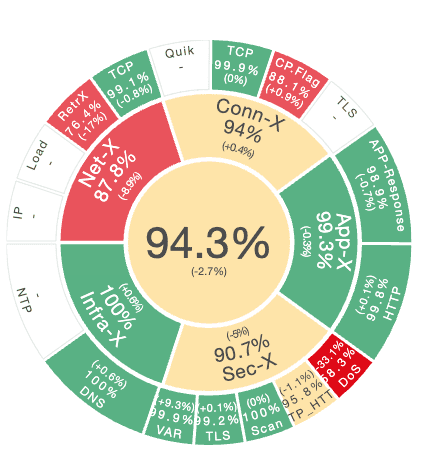 94.3%
(-2.7%)
Conn-X
94%
(+0.4%)
App-X
99.3%
(-0.3%)
(-5%)
90.7%
Sec-X
(+0.6%)
100%
Infra-X
Net-X
87.8%
(-8.9%)
TCP
99.9%
(0%)
CP.Flag
88.1%
(+0.9%)
TLS
-
APP-Response
98.9%
(-0.7%)
(+0.1%)
99.8%
HTTP
-33.1%
58.3%
DoS
(-1.1%)
95.8%
TP_HTT
(0%)
100%
Scan
(+0.1%)
99.2%
TLS
(+9.3%)
99.9%
VAR
(+0.6%)
100%
DNS
-
NTP
IP
-
Load
-
RetrX
76.4%
(-17%)
TCP
99.1%
(-0.8%)
Quik
-